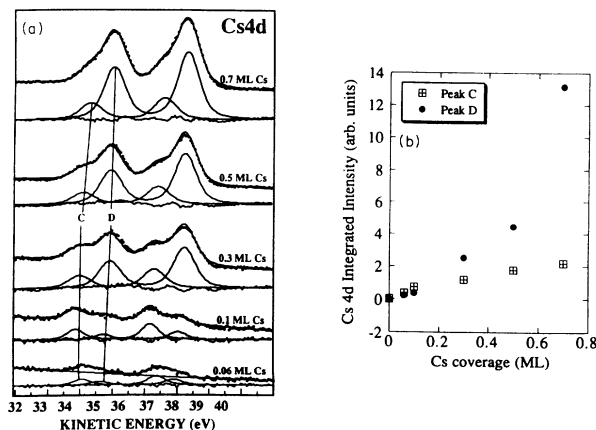 (a)
Cs4d
0.7 ML Cs
0.5 ML Cs
C D
0.3 ML Cs
0.1 ML Cs
0.06 ML Cs
32 33 34 35 36 37 38 39 40
KINETIC ENERGY (eV)
14
12
10
8
6
4
2
0
-2
Cs 4d Integrated Intensity (arb. units)
Peak C
Peak D
(b)
0 0.2 0.4 0.6 0.8
Cs coverage (ML)